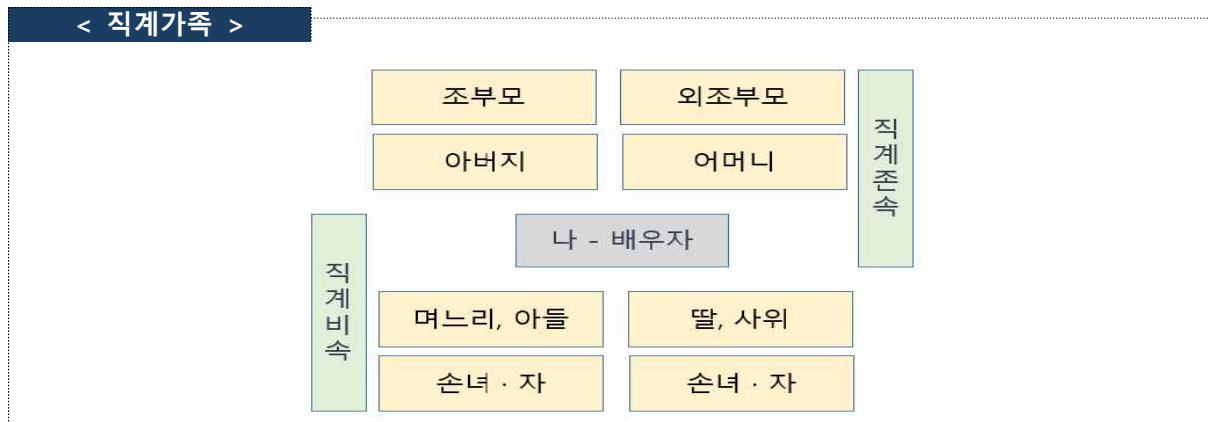 < 직계가족 >
조부모 외조부모
직계존속
아버지 어머니
나 - 배우자
직계비속
며느리, 아들 딸, 사위
손녀 · 자 손녀 · 자